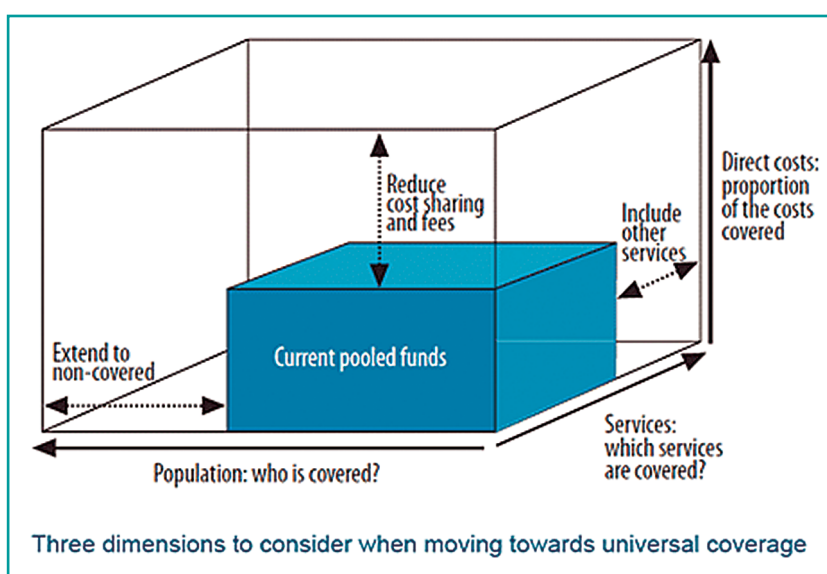 Direct costs:
proportion
of the costs
covered
Reduce
cost sharing
and fees
Include
other
services
Extend to
non-covered
Current pooled funds
Services:
which services
are covered?
Population: who is covered?
Three dimensions to consider when moving towards universal coverage